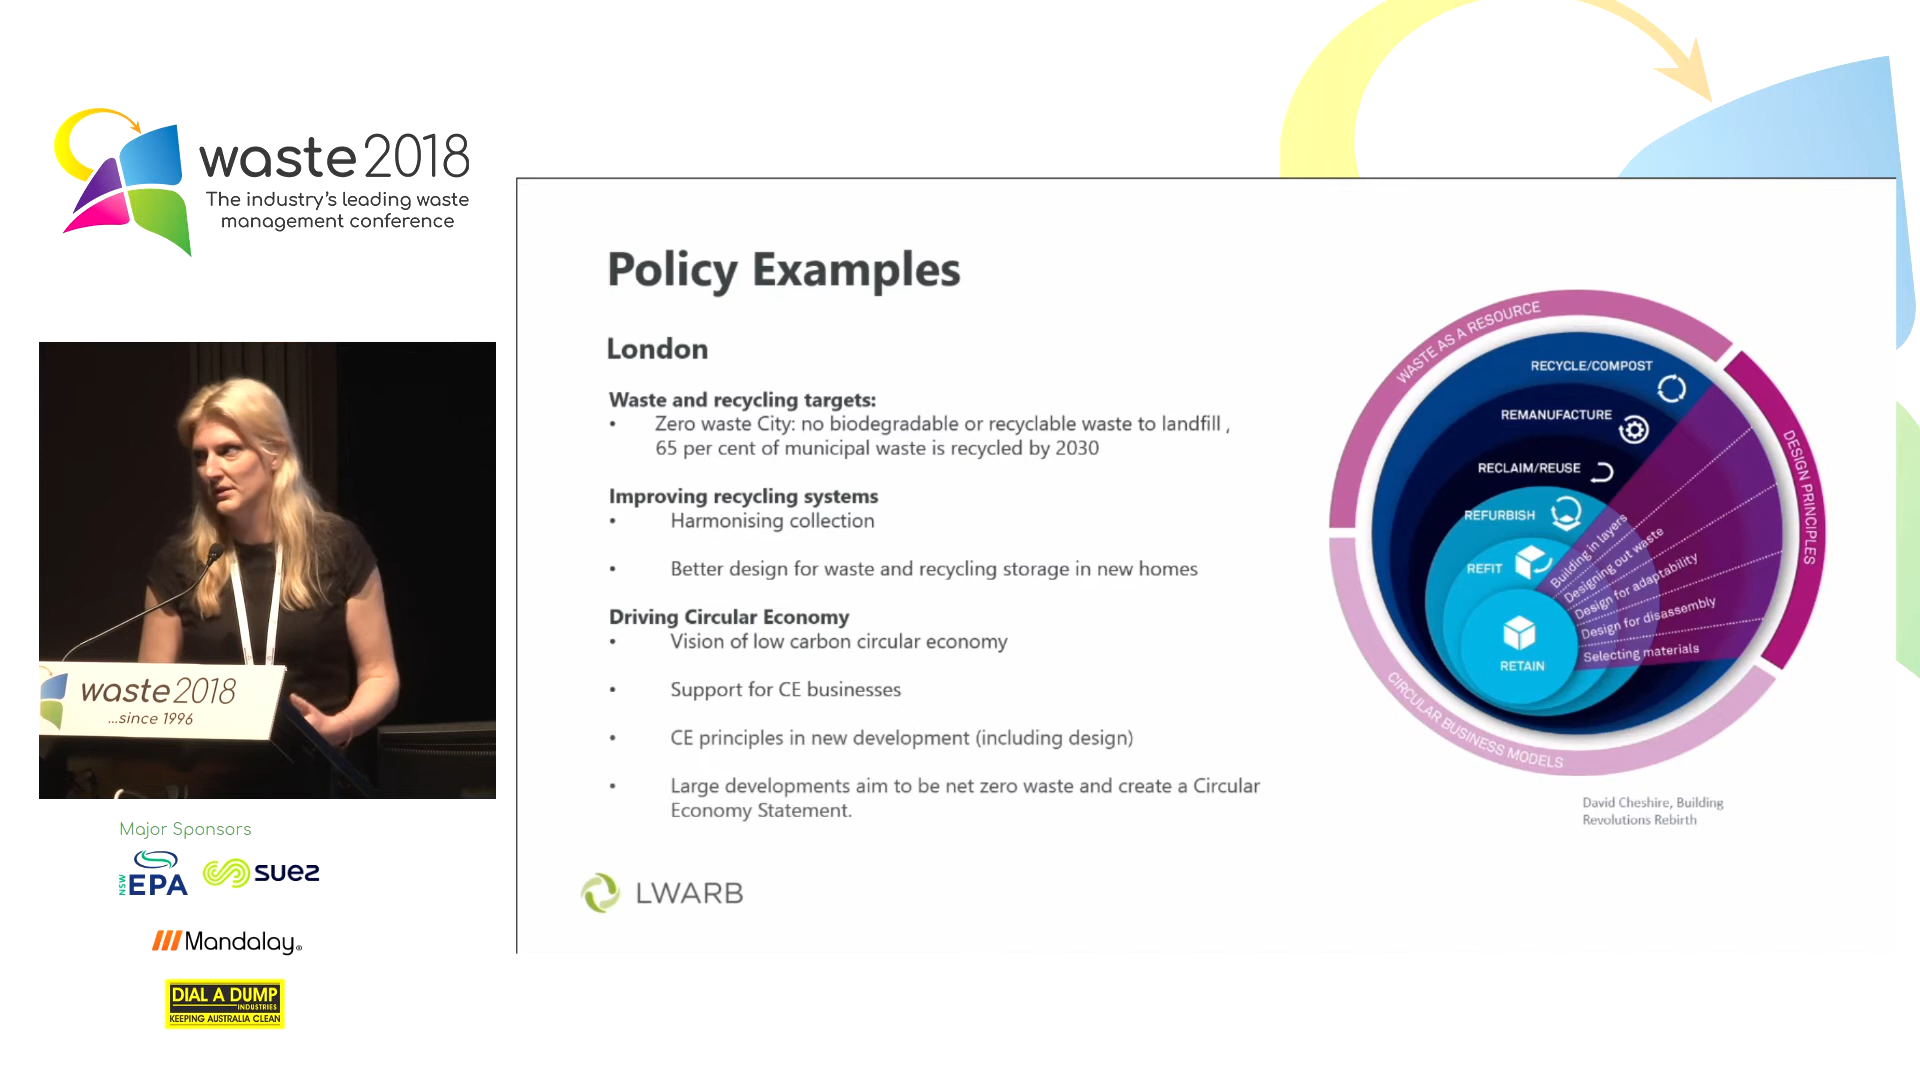 waste 2018
The industry's leading waste
management conference
waste 2018
...since 1996
Major Sponsors
NSW EPA
suez
Mandalay®
DIAL A DUMP
INDUSTRIES
KEEPING AUSTRALIA CLEAN
Policy Examples
London
Waste and recycling targets:
• Zero waste City: no biodegradable or recyclable waste to landfill ,
65 per cent of municipal waste is recycled by 2030
Improving recycling systems
• Harmonising collection
• Better design for waste and recycling storage in new homes
Driving Circular Economy
• Vision of low carbon circular economy
• Support for CE businesses
• CE principles in new development (including design)
• Large developments aim to be net zero waste and create a Circular
Economy Statement.
LWARB
WASTE AS A RESOURCE
DESIGN PRINCIPLES
CIRCULAR BUSINESS MODELS
RECYCLE/COMPOST
REMANUFACTURE
RECLAIM/REUSE
REFURBISH
REFIT
RETAIN
Building in layers
Designing out waste
Design for adaptability
Design for disassembly
Selecting materials
David Cheshire, Building
Revolutions Rebirth